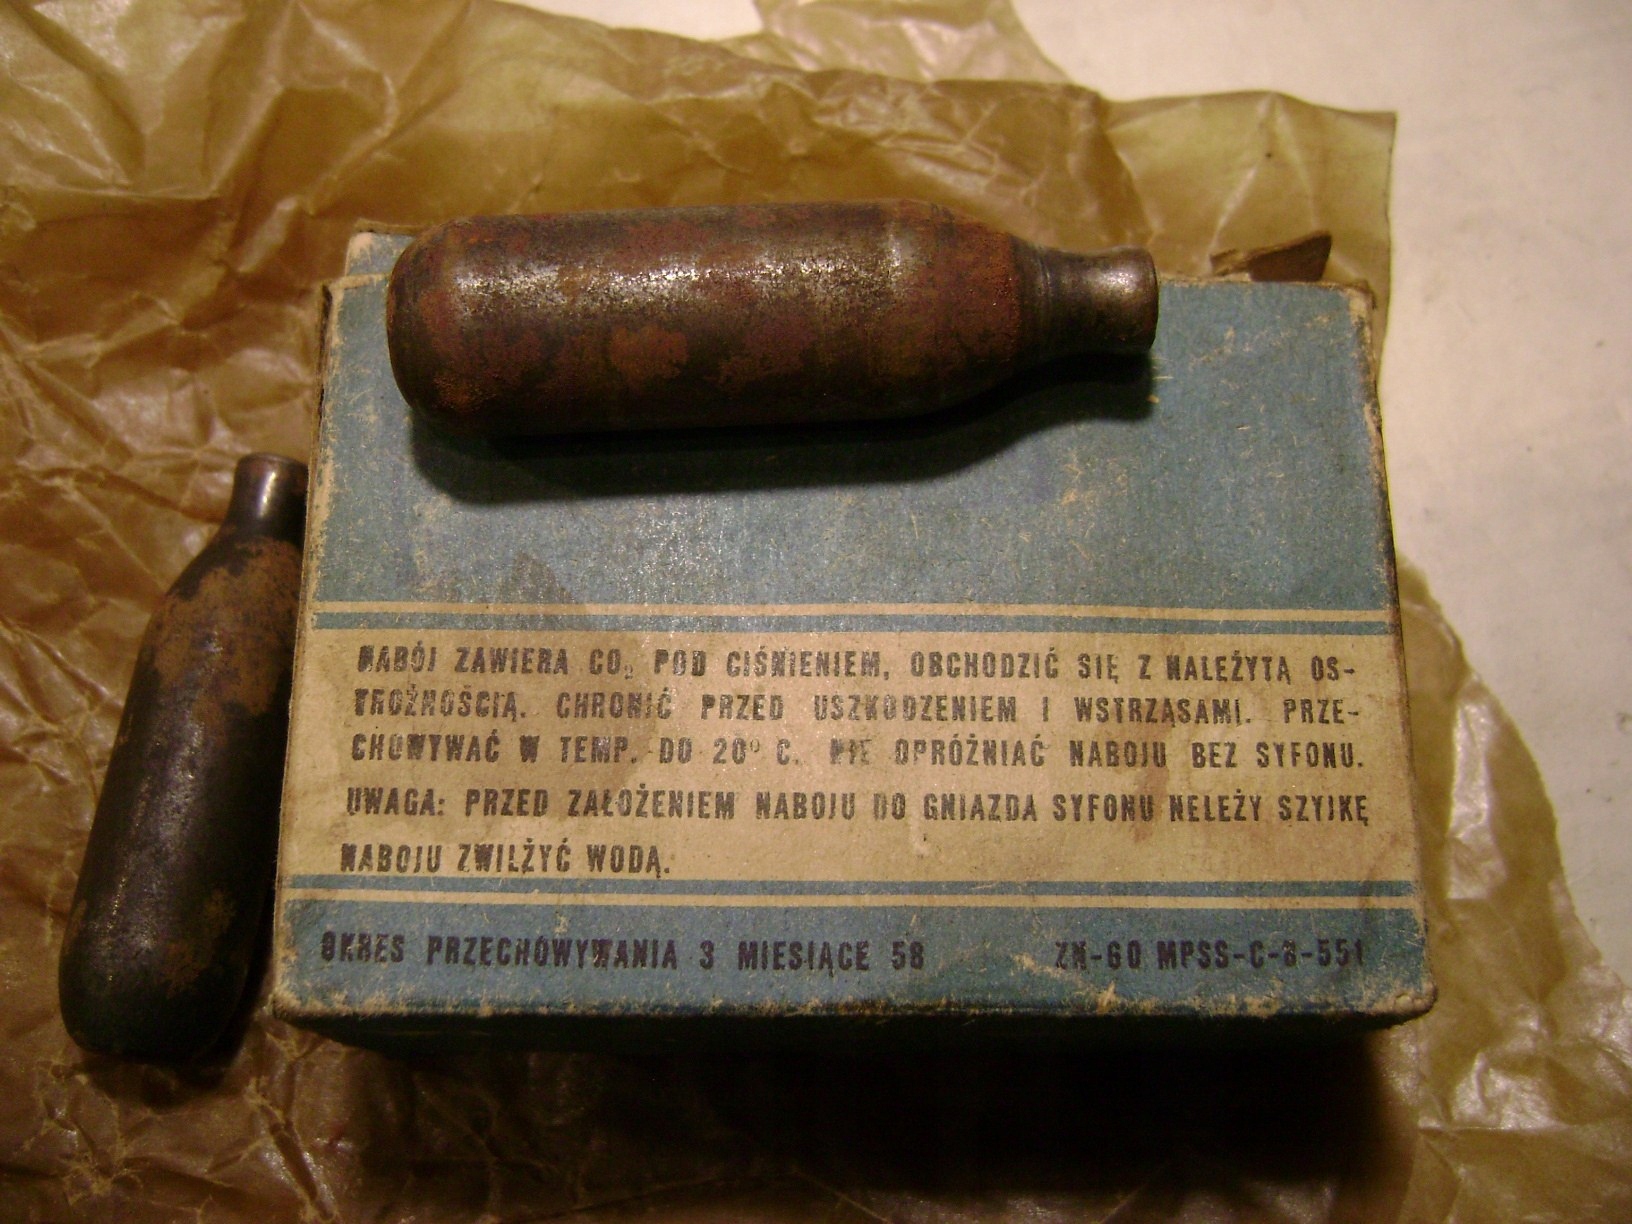 NABÓJ ZAWIERA CO₂ POD CIŚNIENIEM, OBCHODZIĆ SIĘ Z NALEŻYTĄ OS-
TROŻNOŚCIĄ. CHRONIĆ PRZED USZKODZENIEM I WSTRZĄSAMI. PRZE-
CHOWYWAĆ W TEMP. DO 20° C. NIE OPRÓŻNIAĆ NABOJU BEZ SYFONU.
UWAGA: PRZED ZAŁOŻENIEM NABOJU DO GNIAZDA SYFONU NELEŻY SZYJKĘ
NABOJU ZWILŻYĆ WODĄ.
OKRES PRZECHOWYWANIA 3 MIESIĄCE 58 ZN-60 MPSS-C-8-551